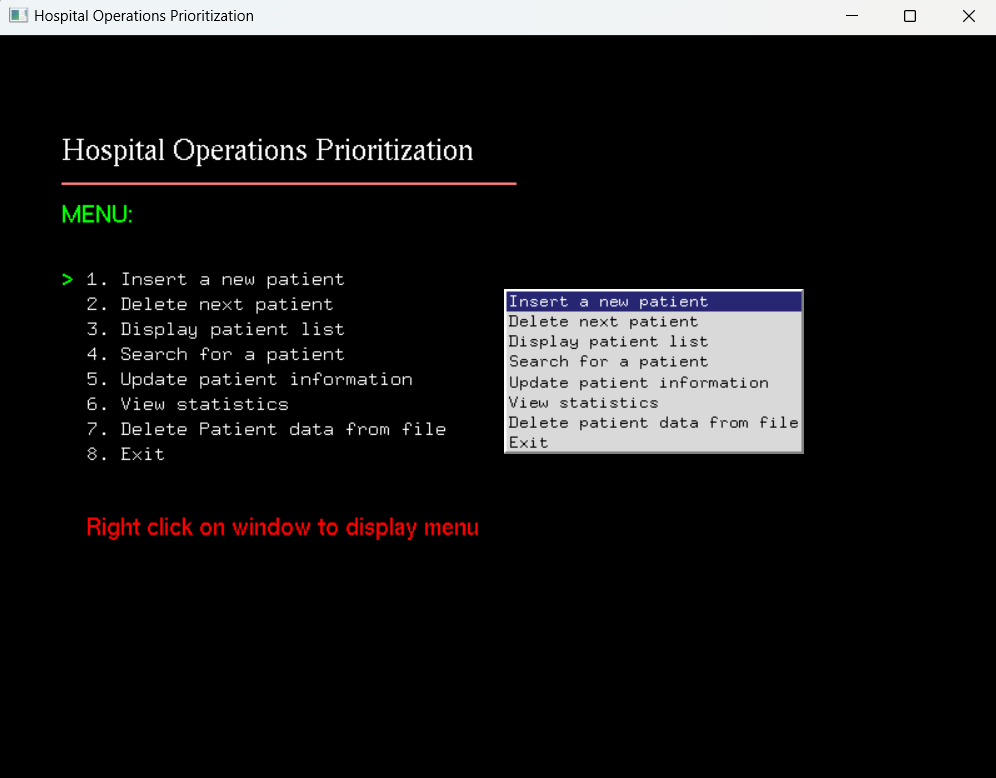 Hospital Operations Prioritization
Hospital Operations Prioritization
MENU:
> 1. Insert a new patient
2. Delete next patient
3. Display patient list
4. Search for a patient
5. Update patient information
6. View statistics
7. Delete Patient data from file
8. Exit
Insert a new patient
Delete next patient
Display patient list
Search for a patient
Update patient information
View statistics
Delete patient data from file
Exit
Right click on window to display menu